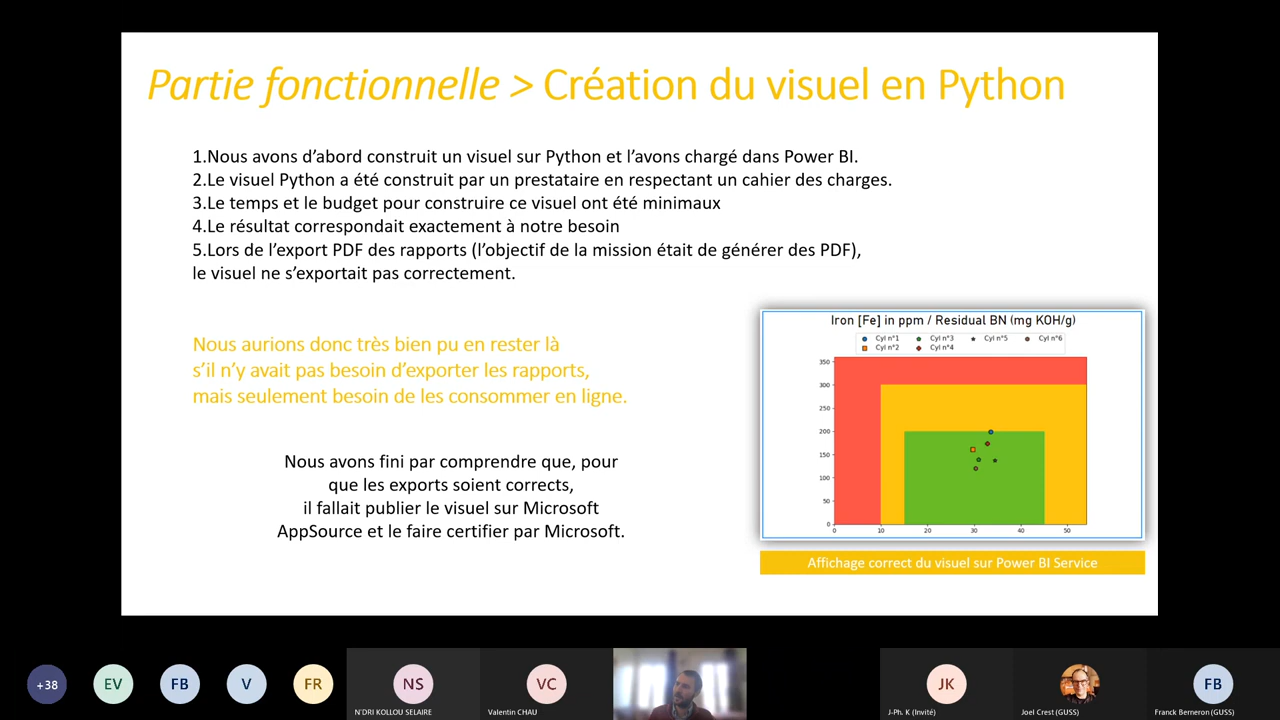 Partie fonctionnelle > Création du visuel en Python
1.Nous avons d’abord construit un visuel sur Python et l’avons chargé dans Power BI.
2.Le visuel Python a été construit par un prestataire en respectant un cahier des charges.
3.Le temps et le budget pour construire ce visuel ont été minimaux
4.Le résultat correspondait exactement à notre besoin
5.Lors de l’export PDF des rapports (l’objectif de la mission était de générer des PDF),
le visuel ne s’exportait pas correctement.
Nous aurions donc très bien pu en rester là
s’il n’y avait pas besoin d’exporter les rapports,
mais seulement besoin de les consommer en ligne.
Nous avons fini par comprendre que, pour
que les exports soient corrects,
il fallait publier le visuel sur Microsoft
AppSource et le faire certifier par Microsoft.
Iron [Fe] in ppm / Residual BN (mg KOH/g)
Cyl n°1 Cyl n°3 Cyl n°5 Cyl n°6
Cyl n°2 Cyl n°4
350
300
250
200
150
100
50
0
0 10 20 30 40 50
Affichage correct du visuel sur Power BI Service
+38 EV FB V FR NS VC JK FB
N'DRI KOLLOU SELAIRE Valentin CHAU J-Ph. K (Invité) Joel Crest (GUSS) Franck Berneron (GUSS)